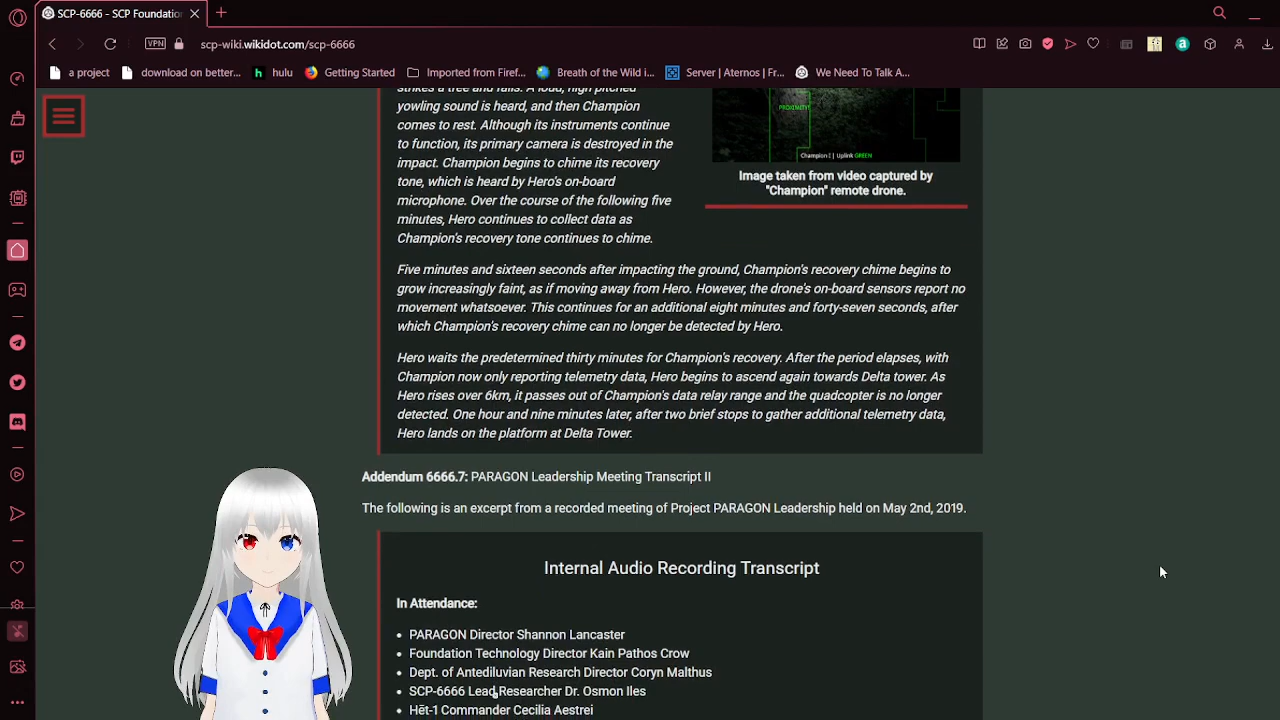 SCP-6666 - SCP Foundation
VPN
scp-wiki.wikidot.com/scp-6666
a project
download on better...
hulu
Getting Started
Imported from Firef...
Breath of the Wild i...
Server | Aternos | Fr...
We Need To Talk A...
strikes a tree and falls. A loud, high pitched
yowling sound is heard, and then Champion
comes to rest. Although its instruments continue
to function, its primary camera is destroyed in the
impact. Champion begins to chime its recovery
tone, which is heard by Hero's on-board
microphone. Over the course of the following five
minutes, Hero continues to collect data as
Champion's recovery tone continues to chime.
PROXIMITY
Champion I | Uplink GREEN
Image taken from video captured by
"Champion" remote drone.
Five minutes and sixteen seconds after impacting the ground, Champion's recovery chime begins to
grow increasingly faint, as if moving away from Hero. However, the drone's on-board sensors report no
movement whatsoever. This continues for an additional eight minutes and forty-seven seconds, after
which Champion's recovery chime can no longer be detected by Hero.
Hero waits the predetermined thirty minutes for Champion's recovery. After the period elapses, with
Champion now only reporting telemetry data, Hero begins to ascend again towards Delta tower. As
Hero rises over 6km, it passes out of Champion's data relay range and the quadcopter is no longer
detected. One hour and nine minutes later, after two brief stops to gather additional telemetry data,
Hero lands on the platform at Delta Tower.
Addendum 6666.7: PARAGON Leadership Meeting Transcript II
The following is an excerpt from a recorded meeting of Project PARAGON Leadership held on May 2nd, 2019.
Internal Audio Recording Transcript
In Attendance:
• PARAGON Director Shannon Lancaster
• Foundation Technology Director Kain Pathos Crow
• Dept. of Antediluvian Research Director Coryn Malthus
• SCP-6666 Lead Researcher Dr. Osmon Iles
• Hēt-1 Commander Cecilia Aestrei